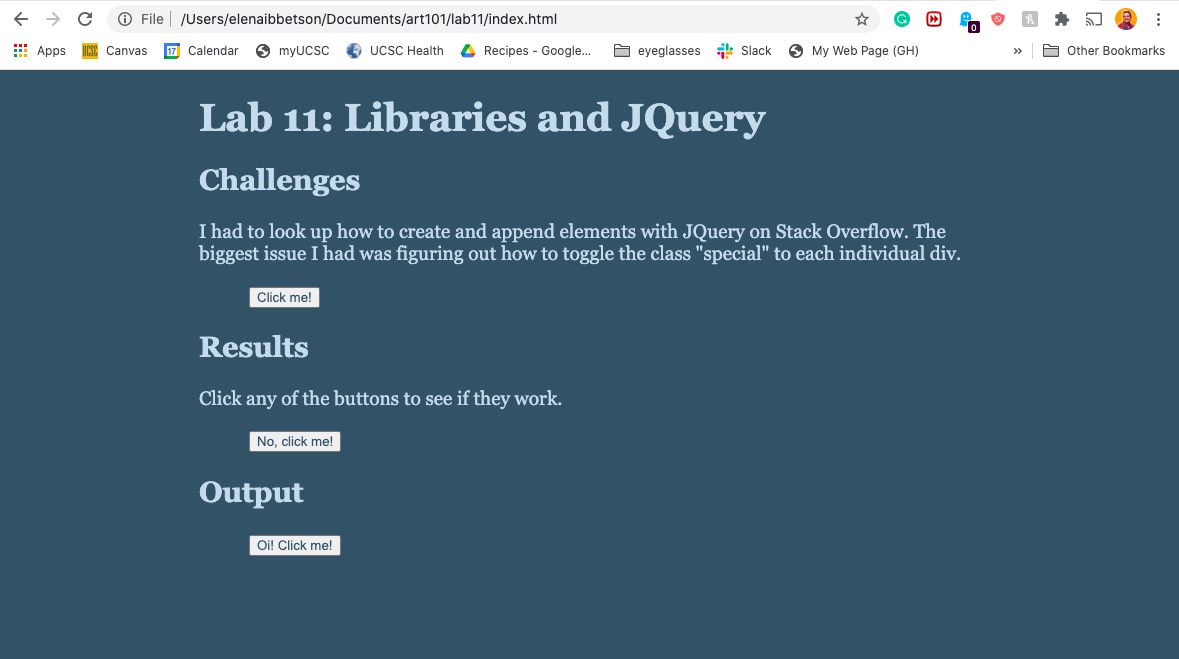 File | /Users/elenaibbetson/Documents/art101/lab11/index.html
0
Apps UCSC Canvas 17 Calendar myUCSC UCSC Health Recipes - Google... eyeglasses Slack My Web Page (GH) » Other Bookmarks
Lab 11: Libraries and JQuery
Challenges
I had to look up how to create and append elements with JQuery on Stack Overflow. The
biggest issue I had was figuring out how to toggle the class "special" to each individual div.
Click me!
Results
Click any of the buttons to see if they work.
No, click me!
Output
Oi! Click me!